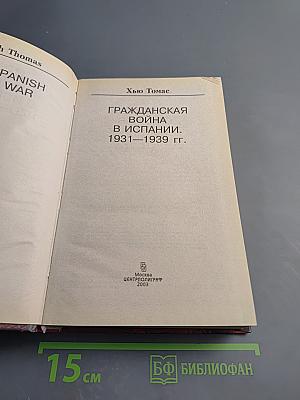 h Thomas
PANISH
WAR
Хью Томас
ГРАЖДАНСКАЯ
ВОЙНА
В ИСПАНИИ.
1931—1939 гг.
Москва
ЦЕНТРПОЛИГРАФ
2003
15 см
БФ БИБЛИОФАН